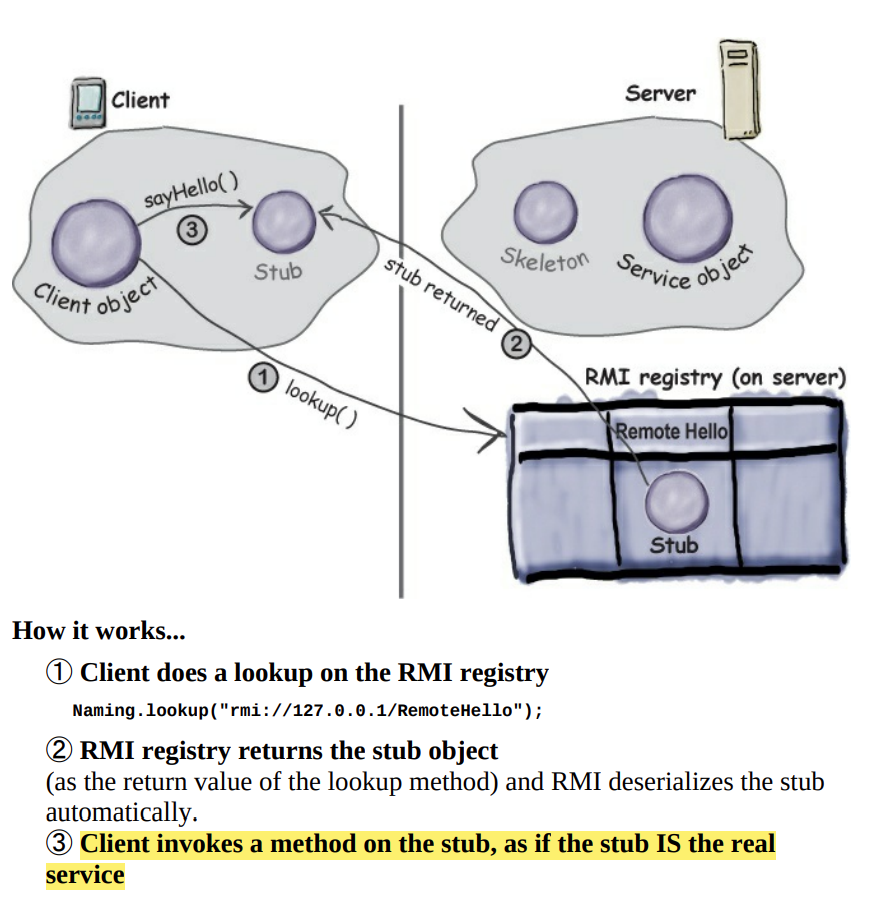 Client
Server
sayHello()
③
Stub
Client object
Skeleton
Service object
stub returned
②
① lookup()
RMI registry (on server)
Remote Hello
Stub
How it works...
① Client does a lookup on the RMI registry
Naming.lookup("rmi://127.0.0.1/RemoteHello");
② RMI registry returns the stub object
(as the return value of the lookup method) and RMI deserializes the stub
automatically.
③ Client invokes a method on the stub, as if the stub IS the real
service